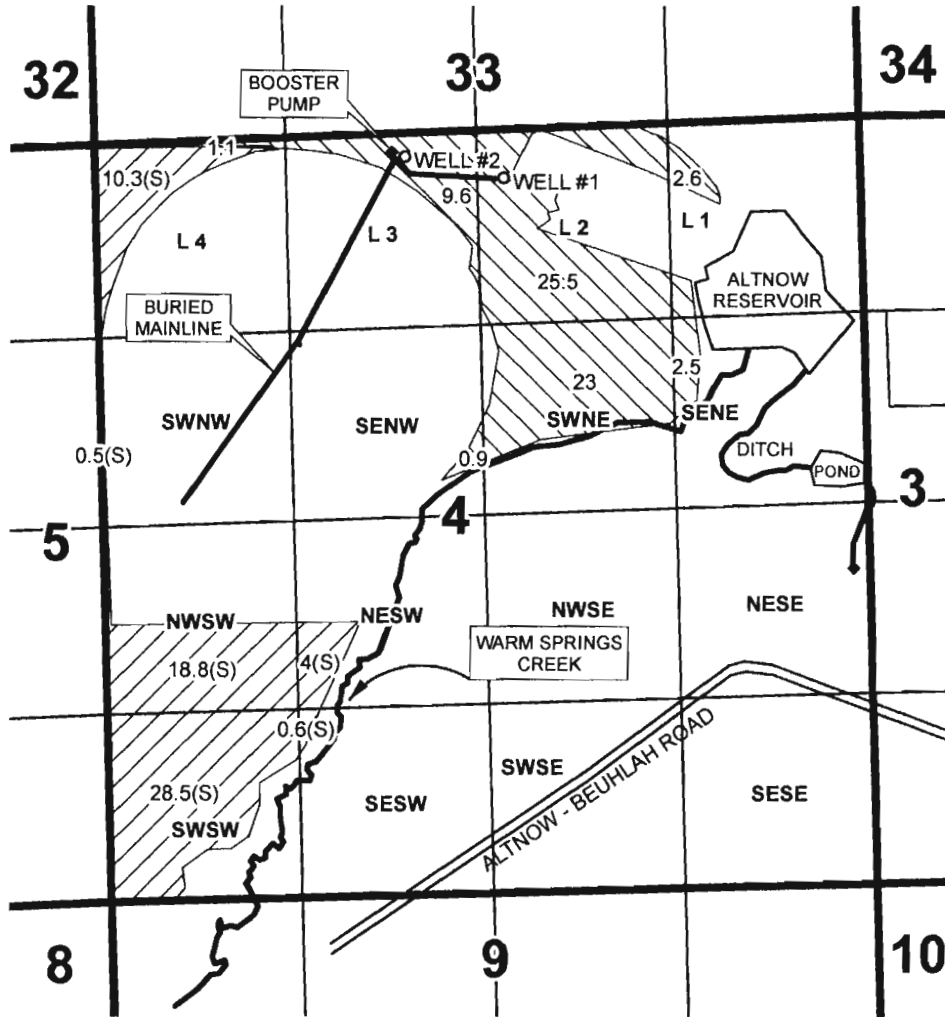 32
33
34
BOOSTER
PUMP
1.1
WELL #2
10.3(S)
WELL #1
2.6
9.6
L 4
L 3
L 2
L 1
25.5
ALTNOW
RESERVOIR
BURIED
MAINLINE
2.5
23
SWNW
SENW
SWNE
SENE
0.5(S)
0.9
DITCH
POND
5
4
3
NWSW
NESW
NWSE
NESE
18.8(S)
4(S)
WARM SPRINGS
CREEK
0.6(S)
28.5(S)
SWSW
SESW
SWSE
SESE
ALTNOW - BEUHLAH ROAD
8
9
10